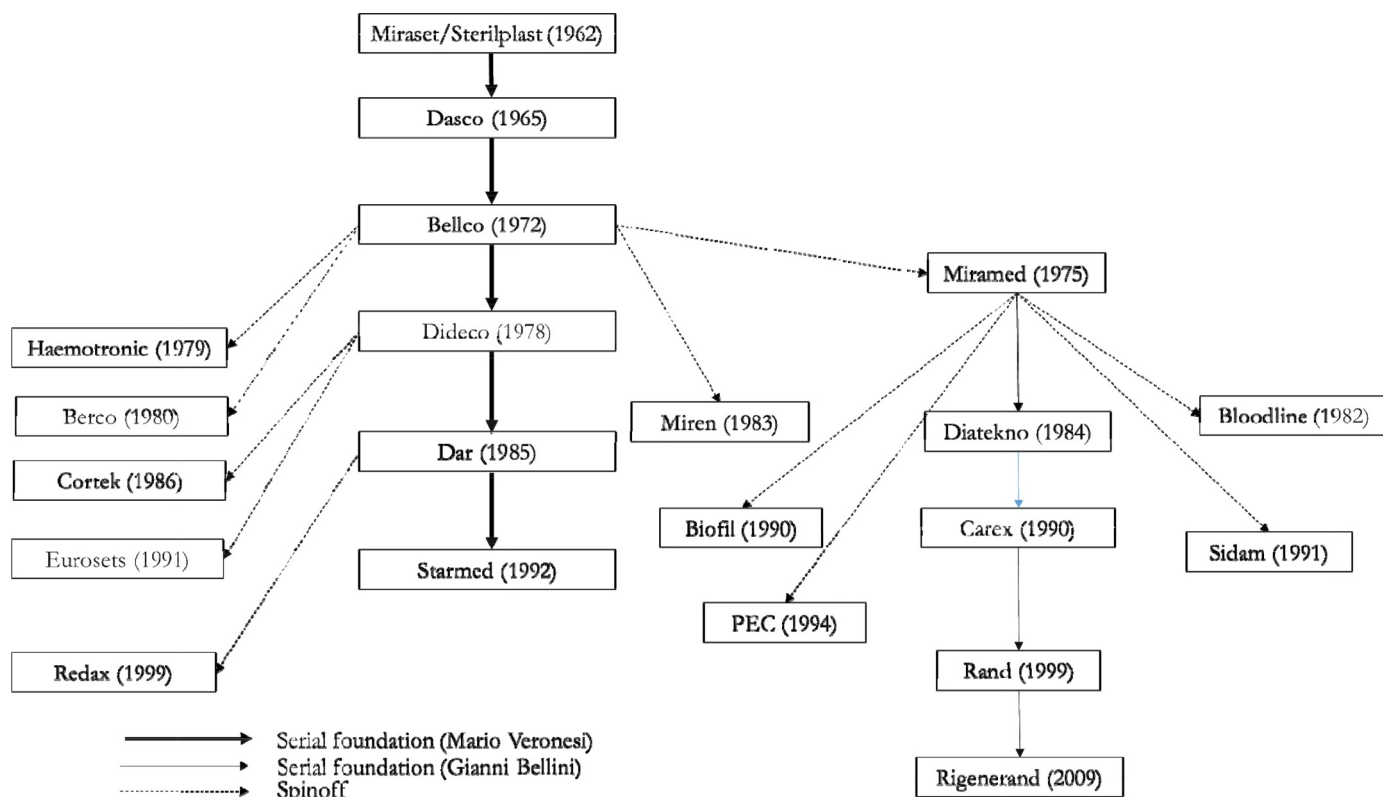 Miraset/Sterilplast (1962)
Dasco (1965)
Bellco (1972)
Miramed (1975)
Dideco (1978)
Haemotronic (1979)
Berco (1980)
Miren (1983)
Diatekno (1984)
Bloodline (1982)
Dar (1985)
Cortek (1986)
Biofil (1990)
Carex (1990)
Sidam (1991)
Eurosets (1991)
Starmed (1992)
PEC (1994)
Redax (1999)
Rand (1999)
Serial foundation (Mario Veronesi)
Serial foundation (Gianni Bellini)
Spinoff
Rigenerand (2009)